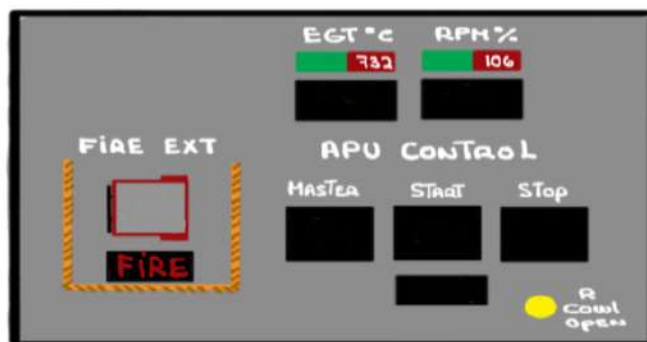 EGT °C
RPM %
732
106
FIRE EXT
APU CONTROL
MASTER
START
STOP
FIRE
R
COWL
OPEN